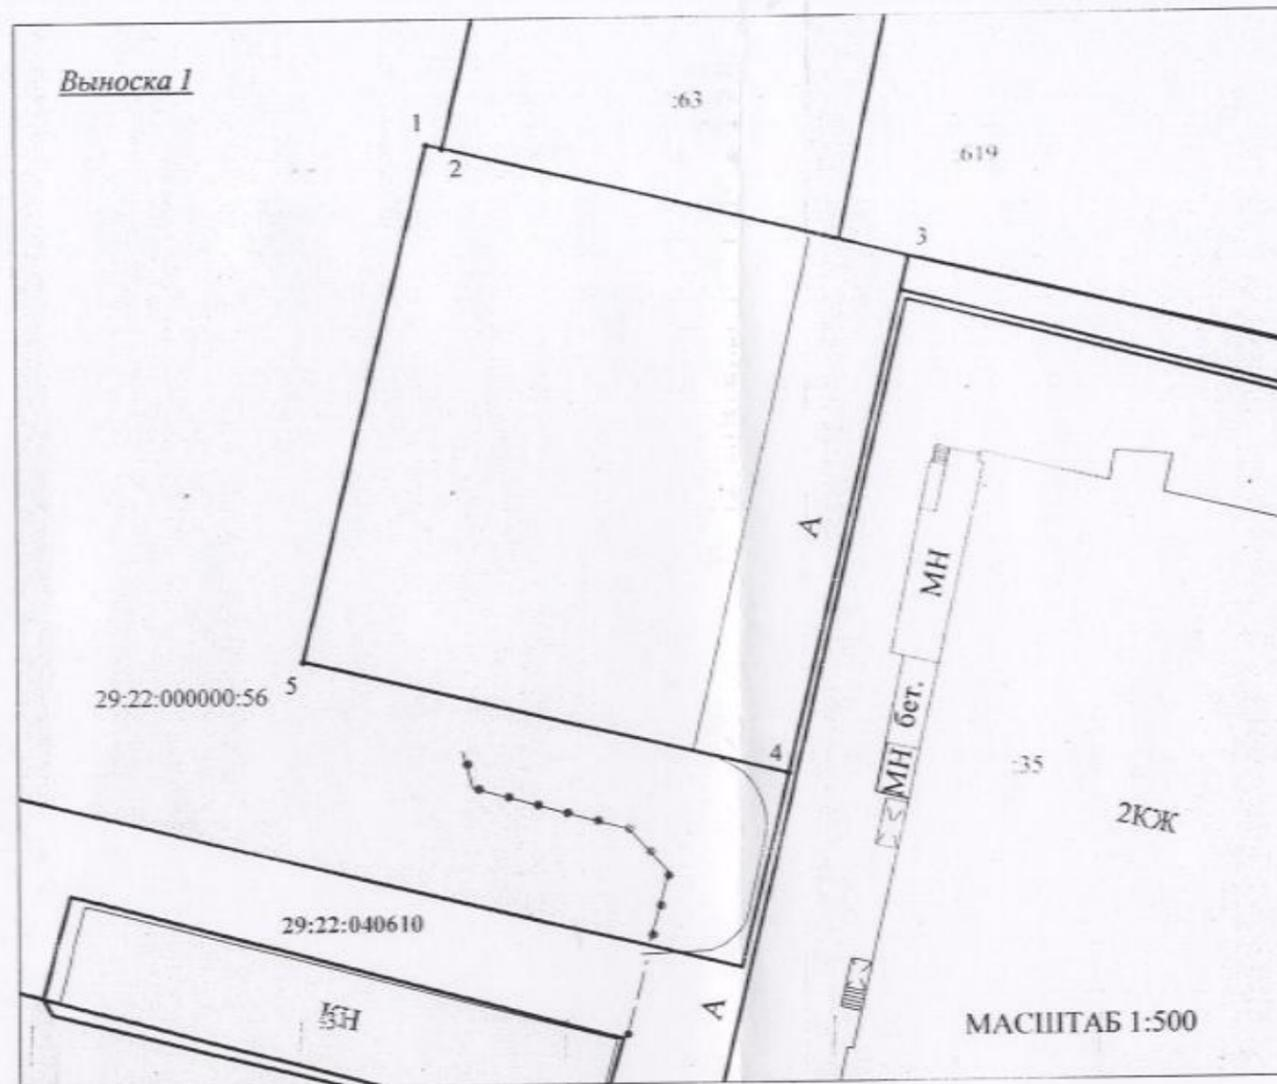 Выноска 1
:63
1
:619
2
3
А
МН
29:22:000000:56
5
бет.
4
МН
:35
2КЖ
29:22:040610
КН
А
МАСШТАБ 1:500